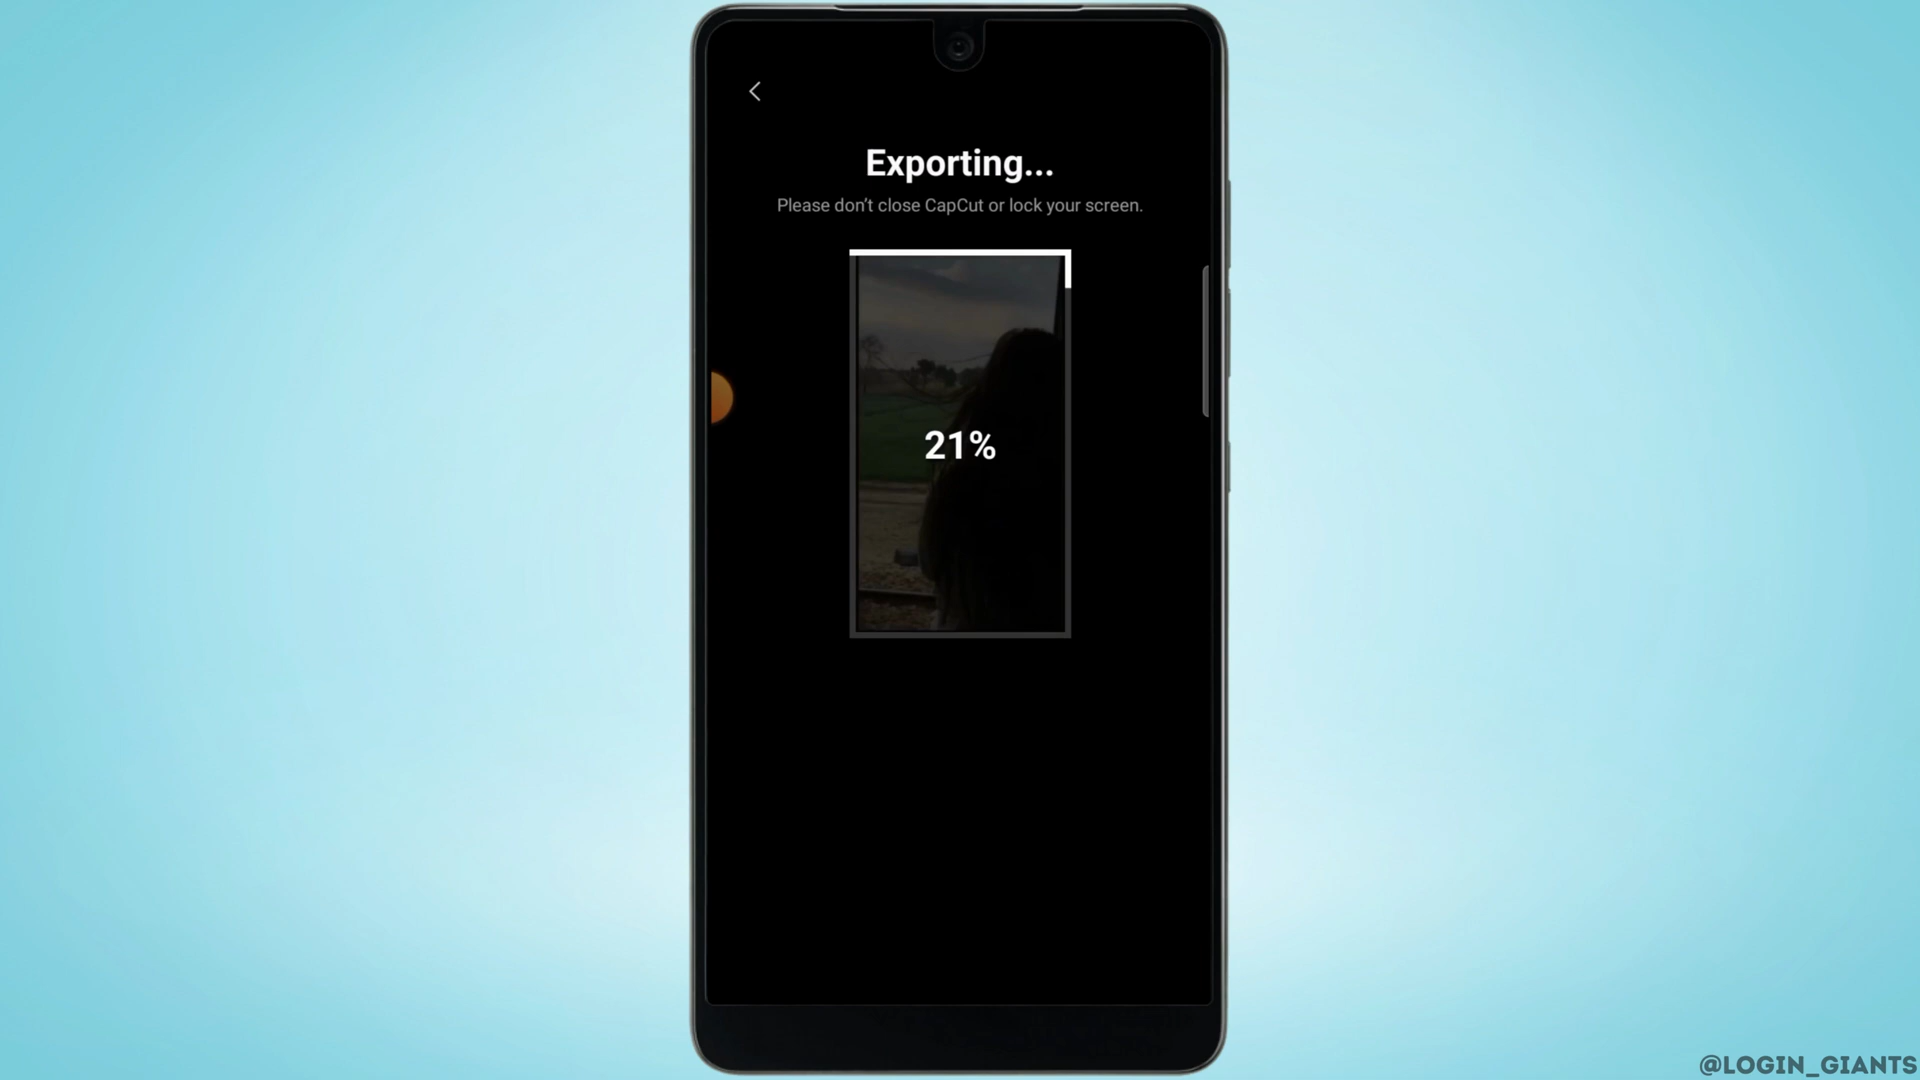 Exporting...
Please don't close CapCut or lock your screen.
21%
@LOGIN_GIANTS